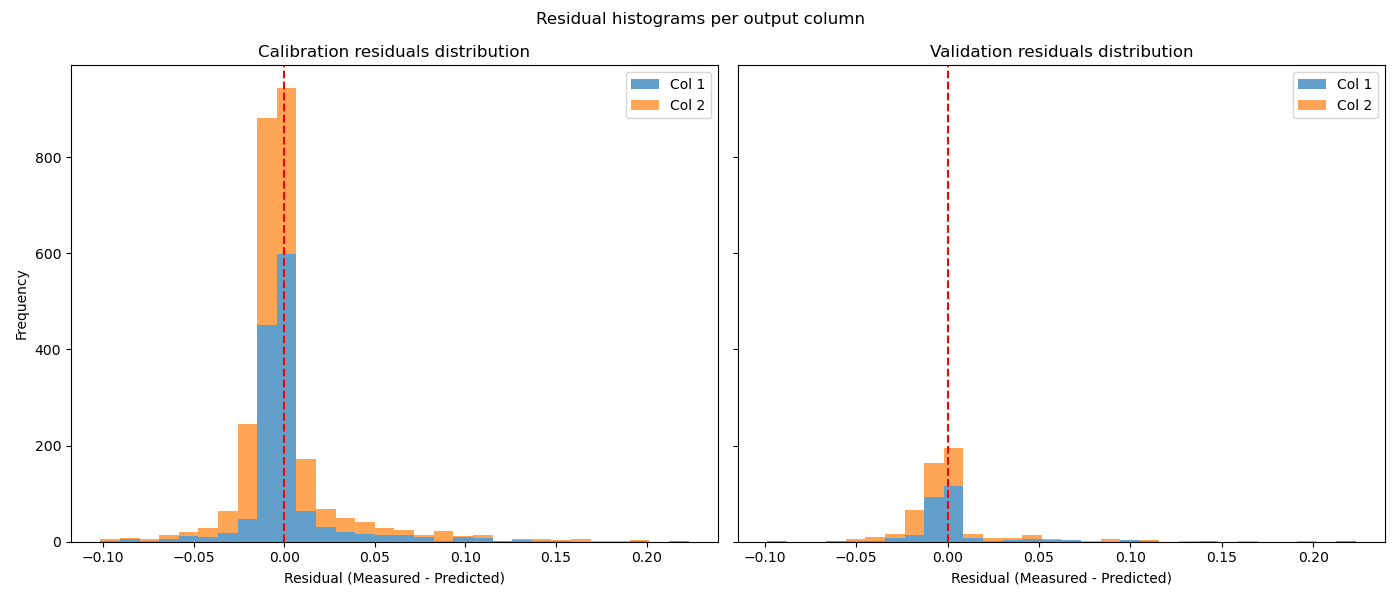 Residual histograms per output column
Calibration residuals distribution
Validation residuals distribution
Col 1
Col 2
Col 1
Col 2
Frequency
800
600
400
200
0
−0.10 −0.05 0.00 0.05 0.10 0.15 0.20
−0.10 −0.05 0.00 0.05 0.10 0.15 0.20
Residual (Measured - Predicted)
Residual (Measured - Predicted)